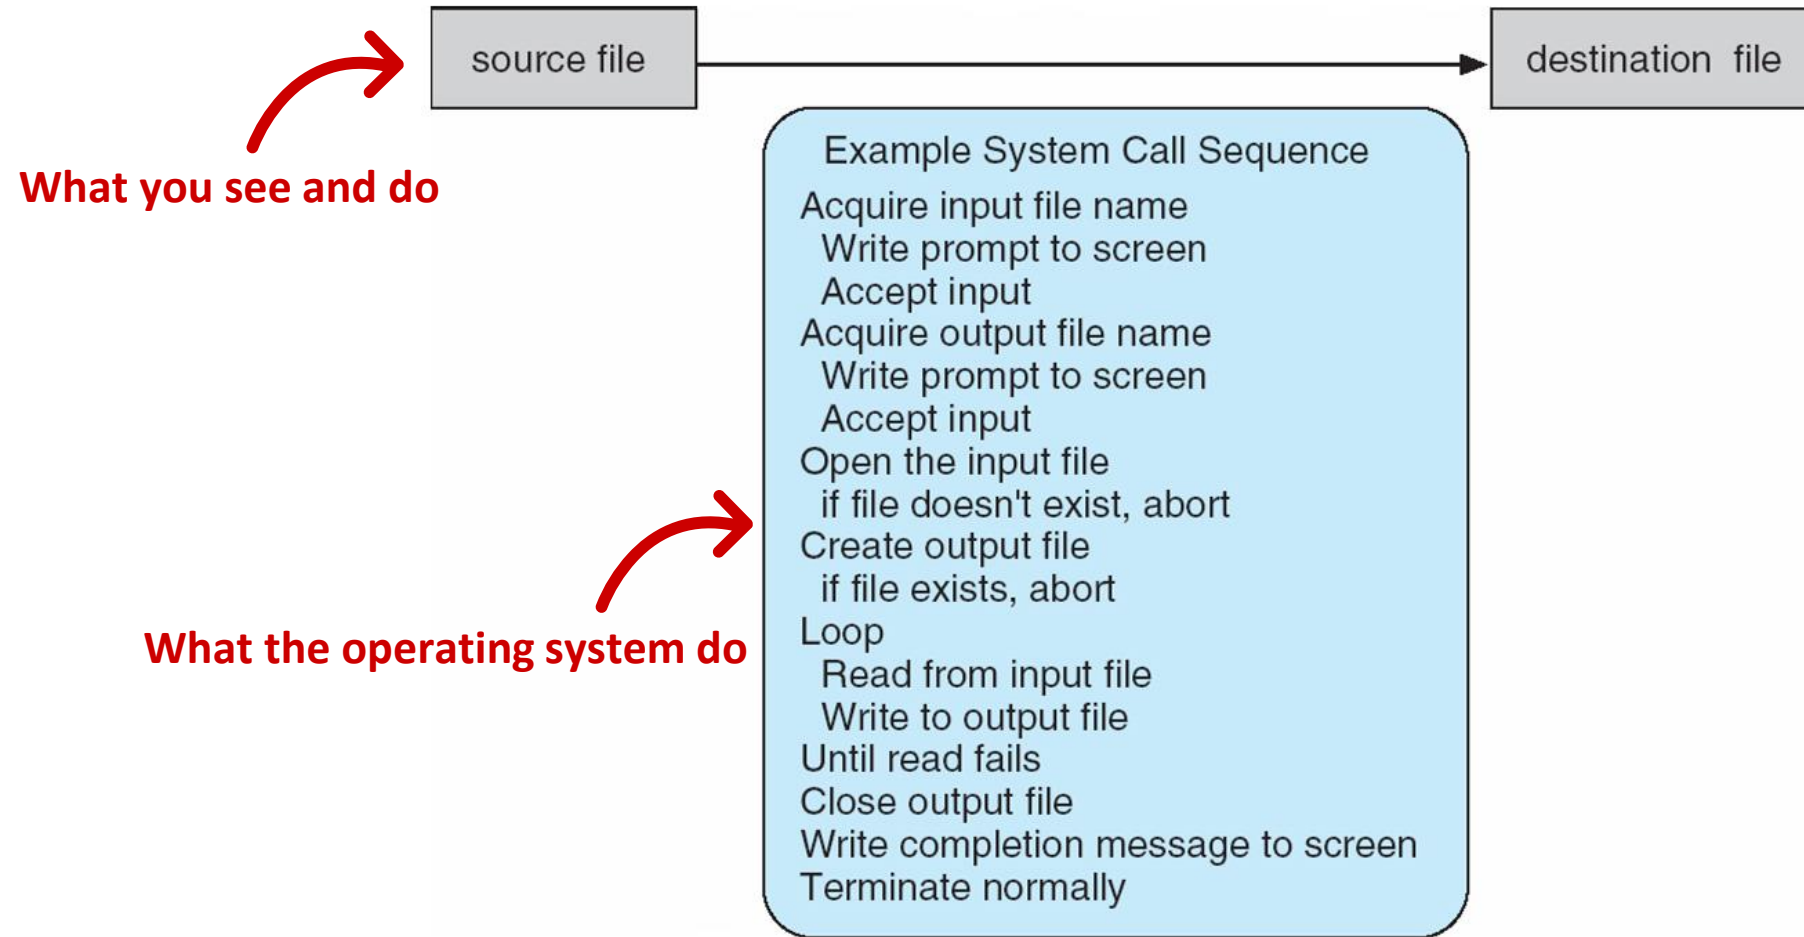 source file
destination file
What you see and do
Example System Call Sequence
Acquire input file name
Write prompt to screen
Accept input
Acquire output file name
Write prompt to screen
Accept input
Open the input file
if file doesn't exist, abort
Create output file
if file exists, abort
What the operating system do
Loop
Read from input file
Write to output file
Until read fails
Close output file
Write completion message to screen
Terminate normally